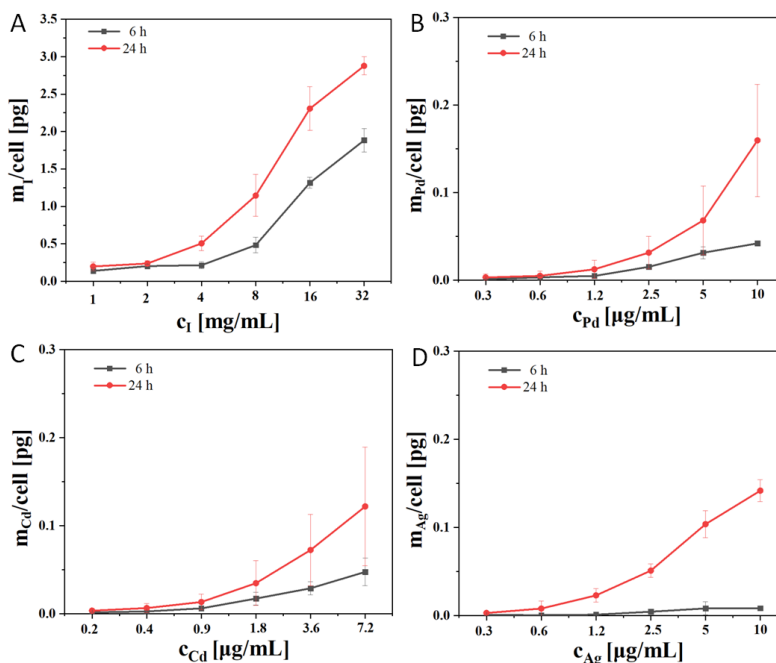 A
6 h
24 h
3.5
3.0
2.5
2.0
1.5
1.0
0.5
0.0
m_I/cell [pg]
1 2 4 8 16 32
c_I [mg/mL]
B
6 h
24 h
0.3
0.2
0.1
0.0
m_Pd/cell [pg]
0.3 0.6 1.2 2.5 5 10
c_Pd [µg/mL]
C
6 h
24 h
0.3
0.2
0.1
0.0
m_Cd/cell [pg]
0.2 0.4 0.9 1.8 3.6 7.2
c_Cd [µg/mL]
D
6 h
24 h
0.3
0.2
0.1
0.0
m_Ag/cell [pg]
0.3 0.6 1.2 2.5 5 10
c_Ag [µg/mL]